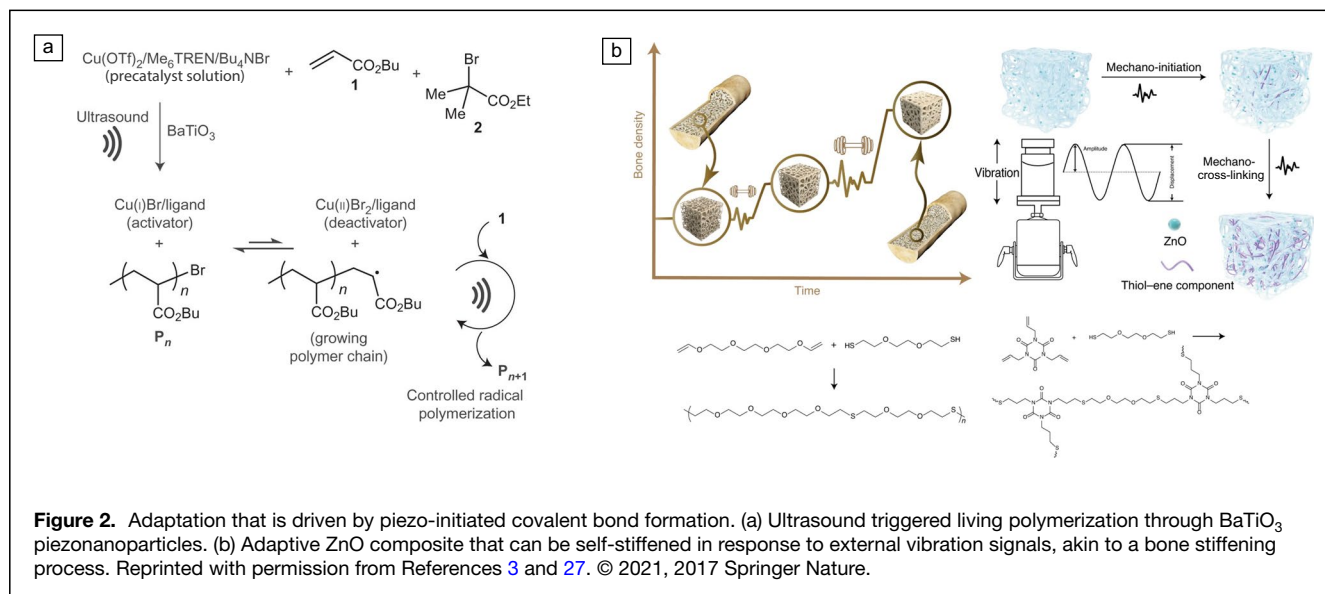 a
Cu(OTf)2/Me6TREN/Bu4NBr
(precatalyst solution)
+
CO2Bu
1
+
Br
Me
Me
CO2Et
2
Ultrasound
BaTiO3
Cu(I)Br/ligand
(activator)
+
Cu(II)Br2/ligand
(deactivator)
+
Br
n
CO2Bu
Pn
n
CO2Bu
CO2Bu
(growing
polymer chain)
1
Pn+1
Controlled radical
polymerization
b
Bone density
Time
Mechano-initiation
Vibration
Amplitude
Displacement
Mechano-
cross-linking
ZnO
Thiol–ene component
O
O
O
O
+
HS
O
O
SH
O
O
O
O
S
O
O
S
n
O
O
N
N
N
O
+
HS
O
O
SH
S
O
O
N
N
N
O
S
S
O
O
S
O
O
N
N
N
O
S
S
S
Figure 2. Adaptation that is driven by piezo-initiated covalent bond formation. (a) Ultrasound triggered living polymerization through BaTiO3
piezonanoparticles. (b) Adaptive ZnO composite that can be self-stiffened in response to external vibration signals, akin to a bone stiffening
process. Reprinted with permission from References 3 and 27. © 2021, 2017 Springer Nature.